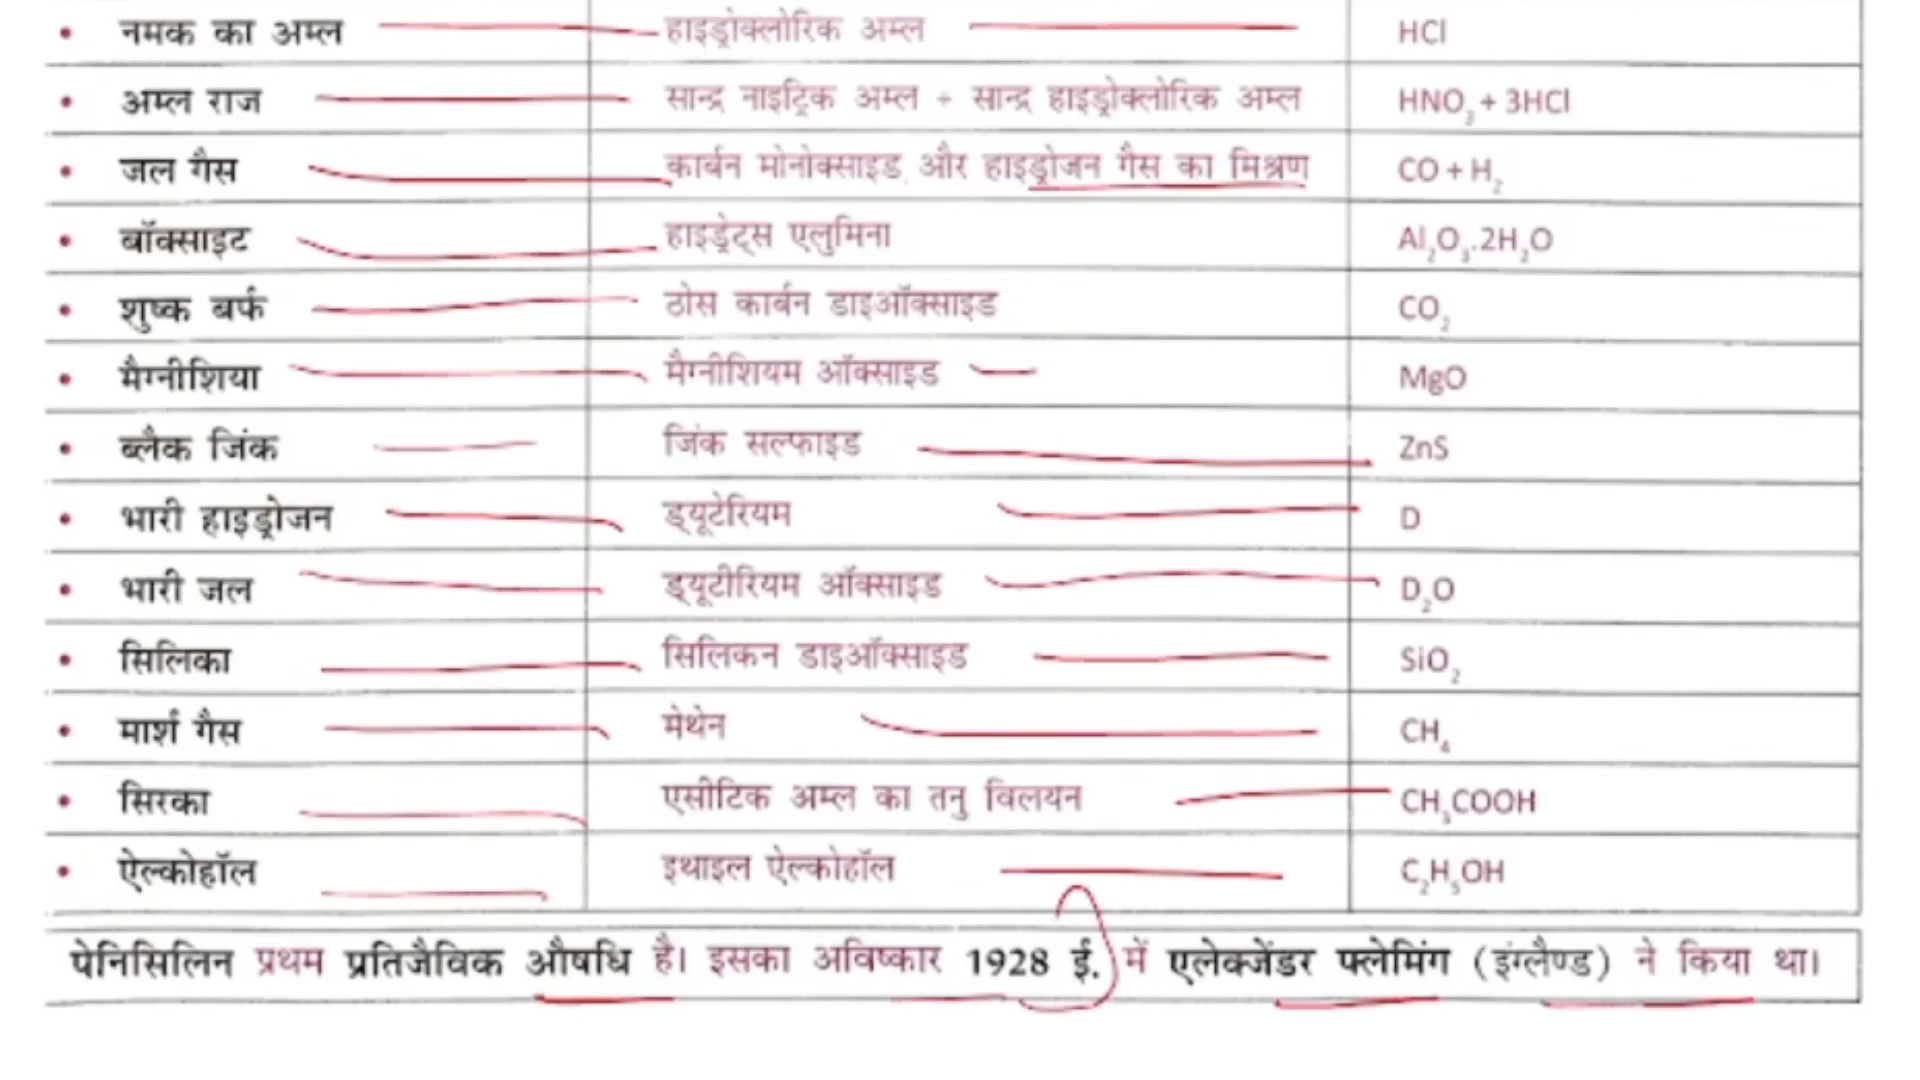 • नमक का अम्ल हाइड्रोक्लोरिक अम्ल HCl
• अम्ल राज सान्द्र नाइट्रिक अम्ल + सान्द्र हाइड्रोक्लोरिक अम्ल HNO₃ + 3HCl
• जल गैस कार्बन मोनोक्साइड और हाइड्रोजन गैस का मिश्रण CO + H₂
• बॉक्साइट हाइड्रेट्स एलुमिना Al₂O₃.2H₂O
• शुष्क बर्फ ठोस कार्बन डाइऑक्साइड CO₂
• मैग्नीशिया मैग्नीशियम ऑक्साइड MgO
• ब्लैक जिंक जिंक सल्फाइड ZnS
• भारी हाइड्रोजन ड्यूटेरियम D
• भारी जल ड्यूटीरियम ऑक्साइड D₂O
• सिलिका सिलिकन डाइऑक्साइड SiO₂
• मार्श गैस मेथेन CH₄
• सिरका एसीटिक अम्ल का तनु विलयन CH₃COOH
• ऐल्कोहॉल इथाइल ऐल्कोहॉल C₂H₅OH
पेनिसिलिन प्रथम प्रतिजैविक औषधि है। इसका अविष्कार 1928 ई. में एलेक्जेंडर फ्लेमिंग (इंग्लैण्ड) ने किया था।